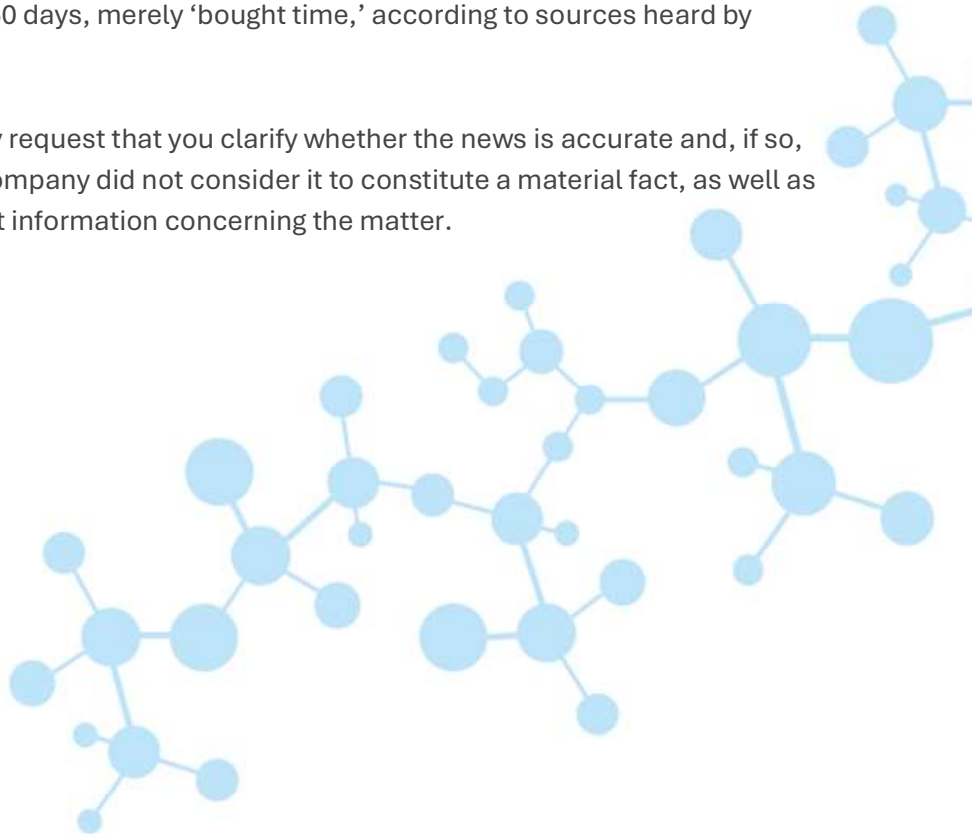 0 days, merely ‘bought time,’ according to sources heard by
request that you clarify whether the news is accurate and, if so,
ompany did not consider it to constitute a material fact, as well as
t information concerning the matter.